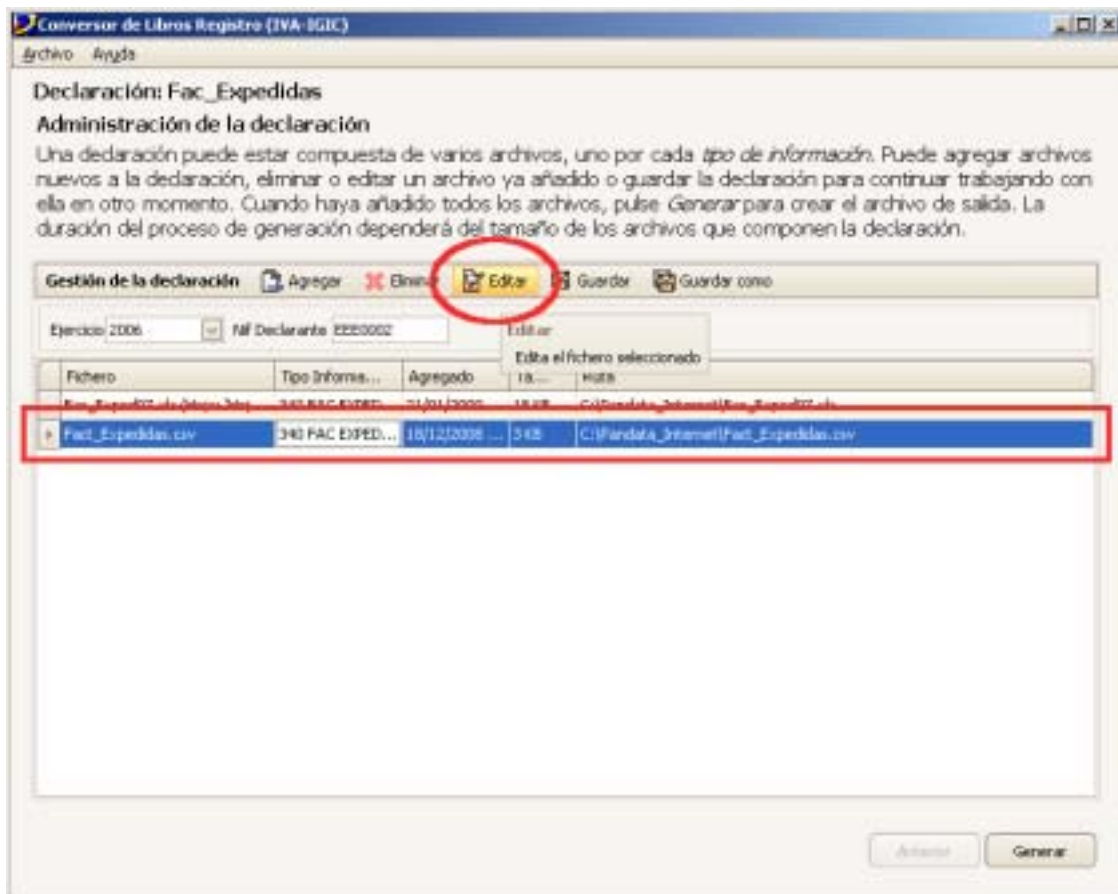 Conversor de Libros Registro (IVA-IGIC)
Archivo Ayuda
Declaración: Fac_Expedidas
Administración de la declaración
Una declaración puede estar compuesta de varios archivos, uno por cada tipo de información. Puede agregar archivos
nuevos a la declaración, eliminar o editar un archivo ya añadido o guardar la declaración para continuar trabajando con
ella en otro momento. Cuando haya añadido todos los archivos, pulse Generar para crear el archivo de salida. La
duración del proceso de generación dependerá del tamaño de los archivos que componen la declaración.
Gestión de la declaración Agregar Elimina Editar Guardar Guardar como
Ejercicio 2006 Nif Declarante EEE0002
Editar
Edita el fichero seleccionado
Fichero Tipo Informa... Agregado Ta... Ruta
Fact_Expedidas.csv 340 FAC EXPED... 18/12/2008 ... 3 KB C:\Pandata_Internet\Fact_Expedidas.csv
Anterior Generar